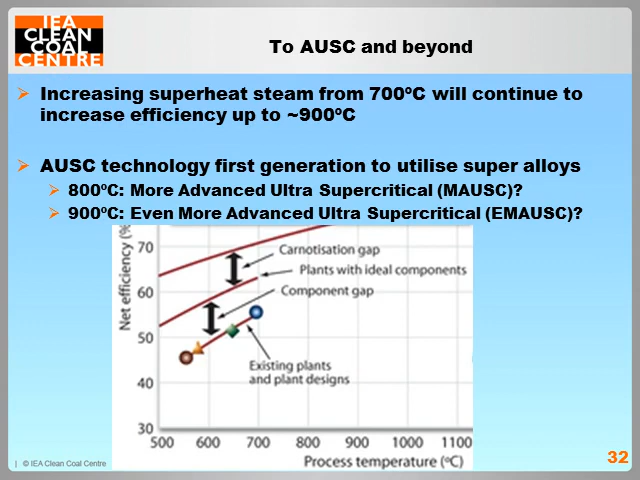 IEA
CLEAN
COAL
CENTRE
To AUSC and beyond
Increasing superheat steam from 700ºC will continue to
increase efficiency up to ~900ºC
AUSC technology first generation to utilise super alloys
800ºC: More Advanced Ultra Supercritical (MAUSC)?
900ºC: Even More Advanced Ultra Supercritical (EMAUSC)?
Net efficiency (%
70
60
50
40
30
Carnotisation gap
Plants with ideal components
Component gap
Existing plants
and plant designs
500 600 700 800 900 1000 1100
Process temperature (ºC)
| © IEA Clean Coal Centre
32